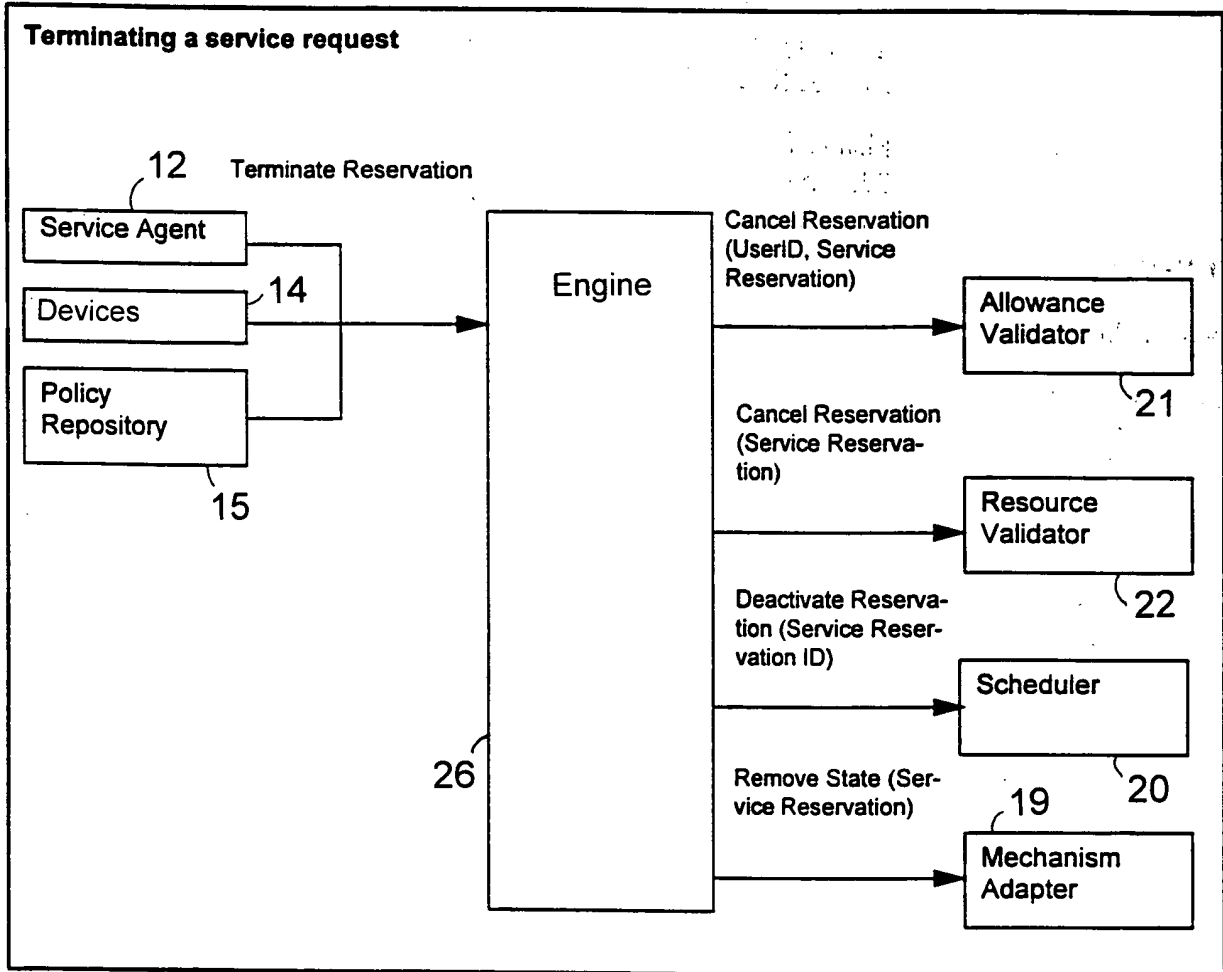 Terminating a service request
12
Terminate Reservation
Service Agent
14
Devices
Policy
Repository
15
Engine
26
Cancel Reservation
(UserID, Service
Reservation)
Allowance
Validator
21
Cancel Reservation
(Service Reserva-
tion)
Resource
Validator
22
Deactivate Reserva-
tion (Service Reser-
vation ID)
Scheduler
20
Remove State (Ser-
vice Reservation)
19
Mechanism
Adapter